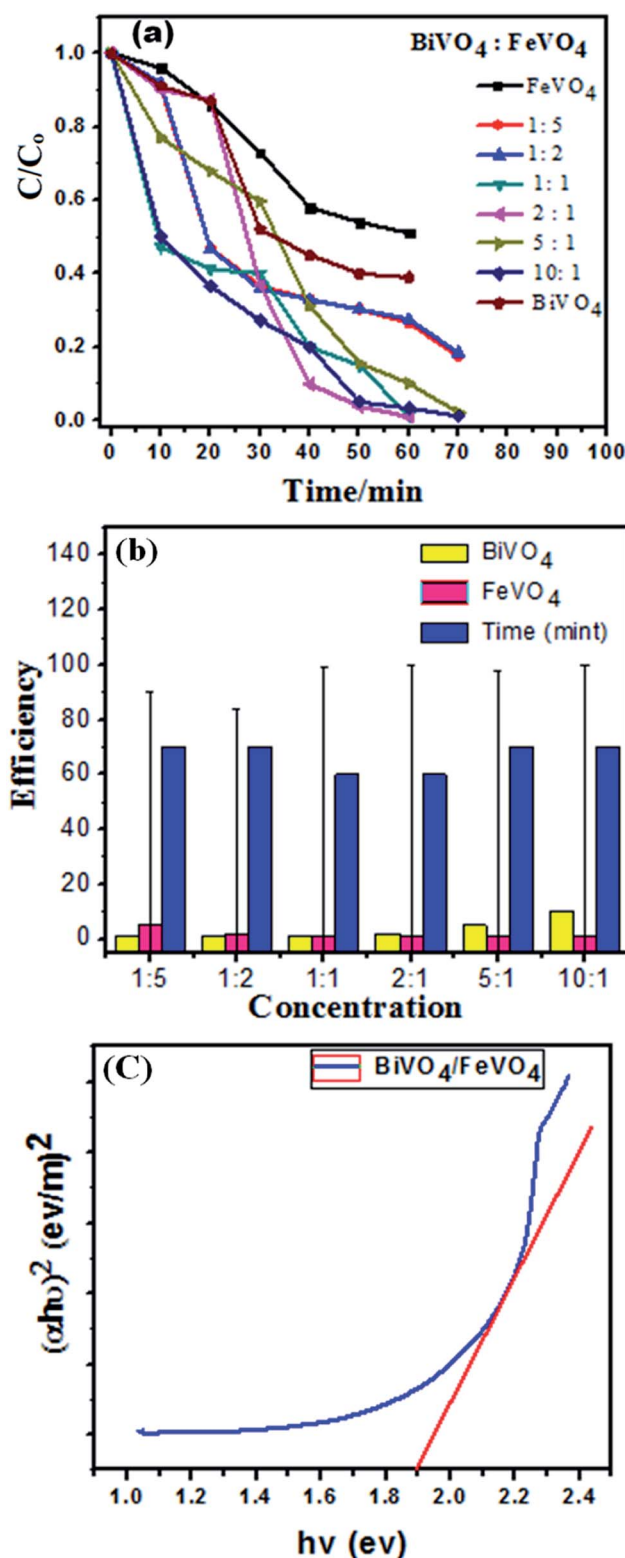 (a)
BiVO4 : FeVO4
FeVO4
1: 5
1: 2
1: 1
2 : 1
5 : 1
10: 1
BiVO4
C/Co
1.0
0.8
0.6
0.4
0.2
0.0
0 10 20 30 40 50 60 70 80 90 100
Time/min
(b)
BiVO4
FeVO4
Time (mint)
Efficiency
140
120
100
80
60
40
20
0
1:5 1:2 1:1 2:1 5:1 10:1
Concentration
(C)
BiVO4/FeVO4
(αhυ)2 (ev/m)2
1.0 1.2 1.4 1.6 1.8 2.0 2.2 2.4
hv (ev)